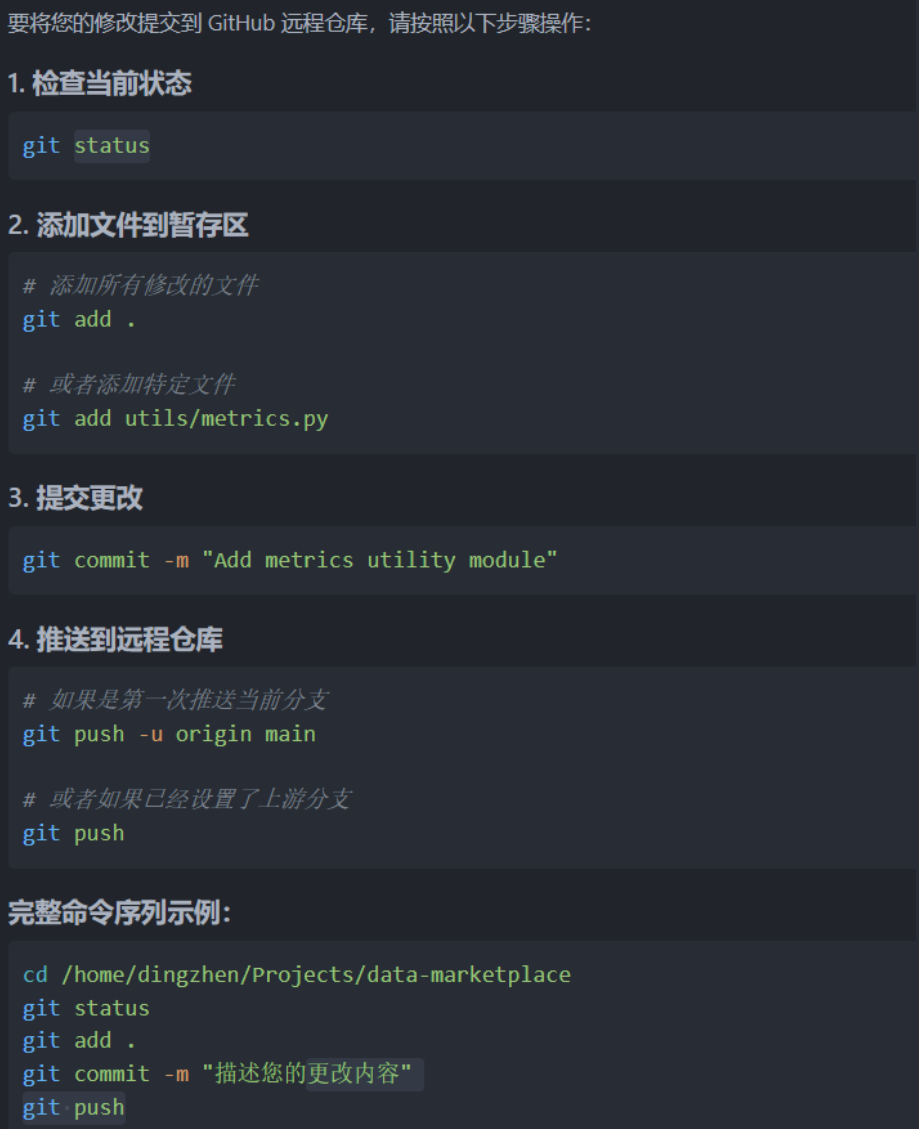 要将您的修改提交到 GitHub 远程仓库，请按照以下步骤操作：
1. 检查当前状态
git status
2. 添加文件到暂存区
# 添加所有修改的文件
git add .
# 或者添加特定文件
git add utils/metrics.py
3. 提交更改
git commit -m "Add metrics utility module"
4. 推送到远程仓库
# 如果是第一次推送当前分支
git push -u origin main
# 或者如果已经设置了上游分支
git push
完整命令序列示例：
cd /home/dingzhen/Projects/data-marketplace
git status
git add .
git commit -m "描述您的更改内容"
git push